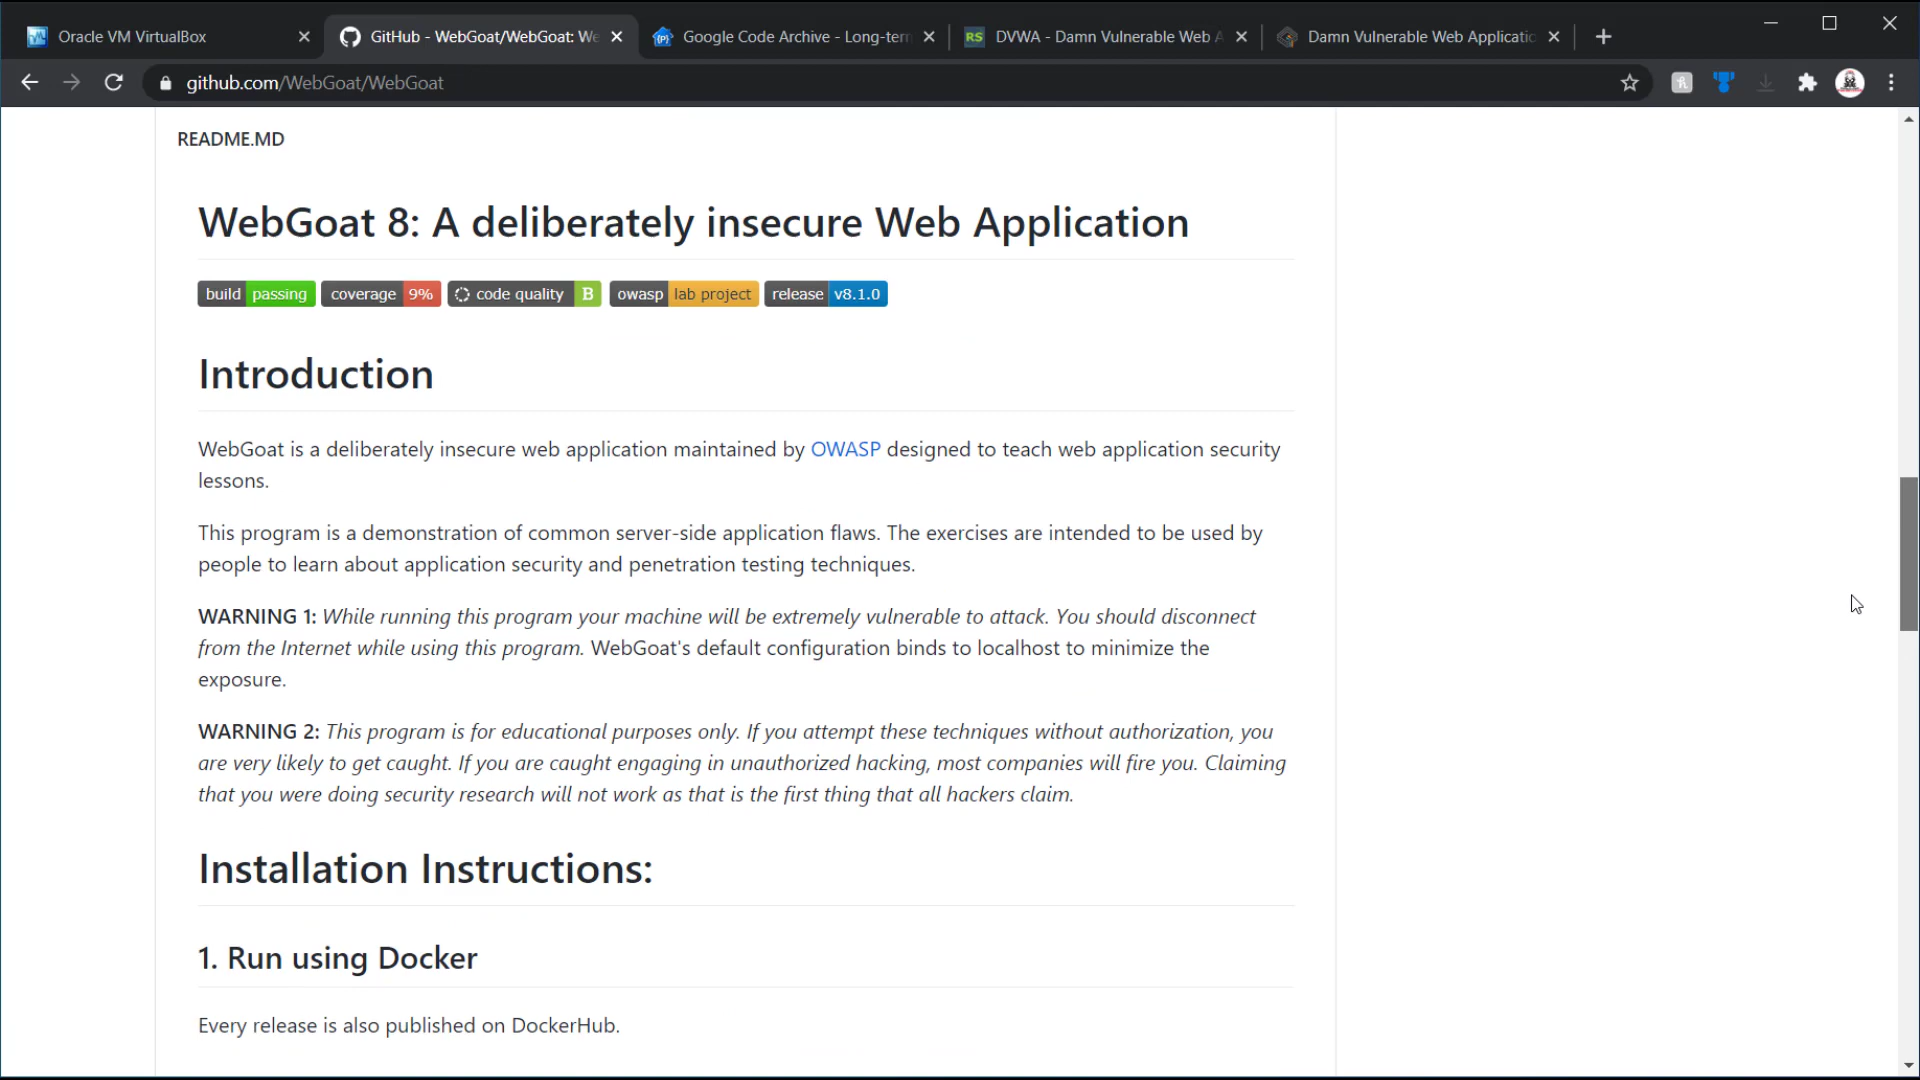 Oracle VM VirtualBox
GitHub - WebGoat/WebGoat: We
Google Code Archive - Long-tern
DVWA - Damn Vulnerable Web A
Damn Vulnerable Web Applicatio
github.com/WebGoat/WebGoat
README.MD
WebGoat 8: A deliberately insecure Web Application
build passing coverage 9% code quality B owasp lab project release v8.1.0
Introduction
WebGoat is a deliberately insecure web application maintained by OWASP designed to teach web application security
lessons.
This program is a demonstration of common server-side application flaws. The exercises are intended to be used by
people to learn about application security and penetration testing techniques.
WARNING 1: While running this program your machine will be extremely vulnerable to attack. You should disconnect
from the Internet while using this program. WebGoat's default configuration binds to localhost to minimize the
exposure.
WARNING 2: This program is for educational purposes only. If you attempt these techniques without authorization, you
are very likely to get caught. If you are caught engaging in unauthorized hacking, most companies will fire you. Claiming
that you were doing security research will not work as that is the first thing that all hackers claim.
Installation Instructions:
1. Run using Docker
Every release is also published on DockerHub.